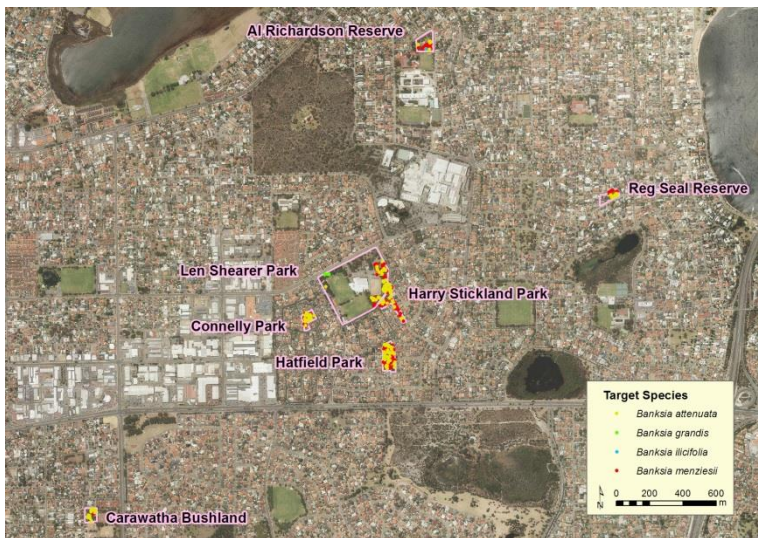 Al Richardson Reserve
Reg Seal Reserve
Len Shearer Park
Harry Stickland Park
Connelly Park
Hatfield Park
Target Species
Banksia attenuata
Banksia grandis
Banksia ilicifolia
Banksia menziesii
N
0 200 400 600
m
Carawatha Bushland